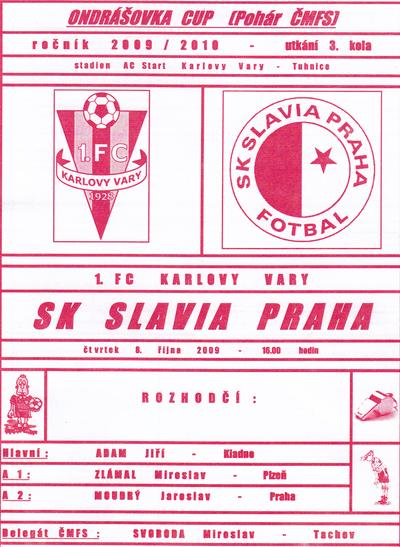 ONDRÁŠOVKA CUP (Pohár ČMFS)
ročník 2009/2010 - utkání 3. kola
stadion AC Start Karlovy Vary - Tuhnice
1.FC
KARLOVY VARY
1928
SK SLAVIA PRAHA
FOTBAL
1. FC KARLOVY VARY
SK SLAVIA PRAHA
čtvrtek 8. října 2009 - 16.00 hodin
ROZHODČÍ:
Hlavní: ADAM Jiří - Kladno
A 1: ZLÁMAL Miroslav - Plzeň
A 2: MOUDRÝ Jaroslav - Praha
Delegát ČMFS: SVOBODA Miroslav - Tachov